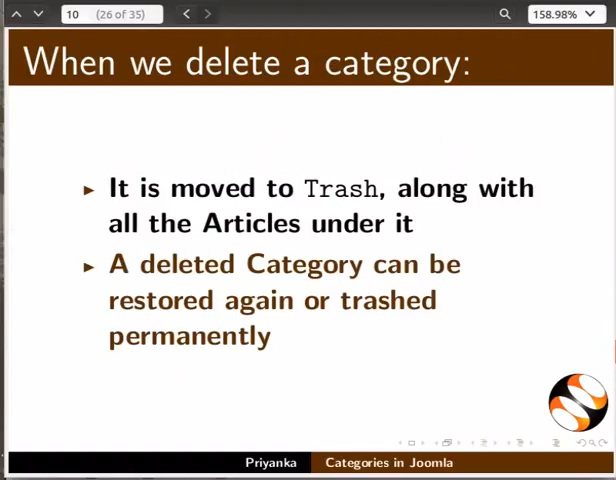 10 (26 of 35) 158.98%
When we delete a category:
It is moved to Trash, along with
all the Articles under it
A deleted Category can be
restored again or trashed
permanently
Priyanka Categories in Joomla